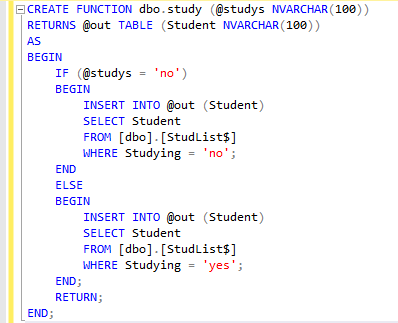 CREATE FUNCTION dbo.study (@studys NVARCHAR(100))
RETURNS @out TABLE (Student NVARCHAR(100))
AS
BEGIN
    IF (@studys = 'no')
    BEGIN
        INSERT INTO @out (Student)
        SELECT Student
        FROM [dbo].[StudList$]
        WHERE Studying = 'no';
    END
    ELSE
    BEGIN
        INSERT INTO @out (Student)
        SELECT Student
        FROM [dbo].[StudList$]
        WHERE Studying = 'yes';
    END;
    RETURN;
END;